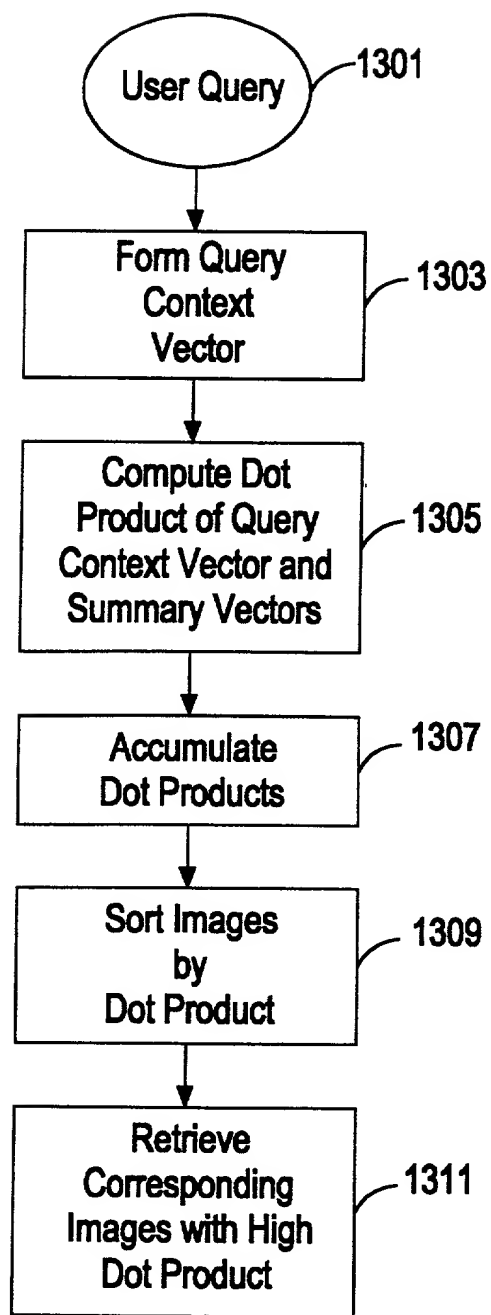 User Query
1301
Form Query
Context
Vector
1303
Compute Dot
Product of Query
Context Vector and
Summary Vectors
1305
Accumulate
Dot Products
1307
Sort Images
by
Dot Product
1309
Retrieve
Corresponding
Images with High
Dot Product
1311